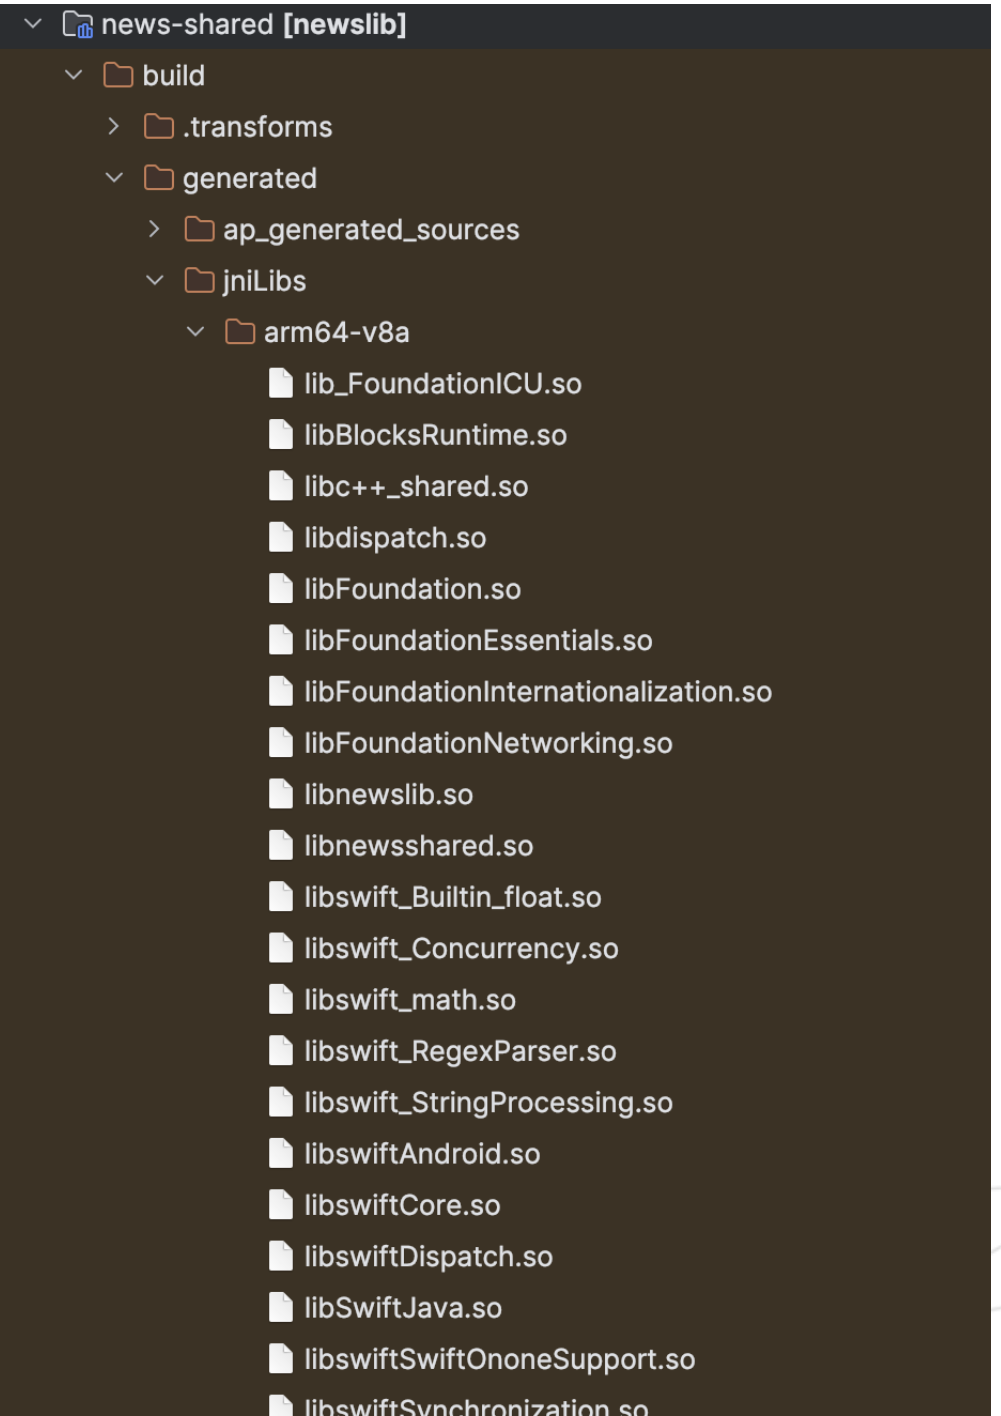 news-shared [newslib]
build
.transforms
generated
ap_generated_sources
jniLibs
arm64-v8a
lib_FoundationICU.so
libBlocksRuntime.so
libc++_shared.so
libdispatch.so
libFoundation.so
libFoundationEssentials.so
libFoundationInternationalization.so
libFoundationNetworking.so
libnewslib.so
libnewsshared.so
libswift_Builtin_float.so
libswift_Concurrency.so
libswift_math.so
libswift_RegexParser.so
libswift_StringProcessing.so
libswiftAndroid.so
libswiftCore.so
libswiftDispatch.so
libSwiftJava.so
libswiftSwiftOnoneSupport.so
libswiftSynchronization.so